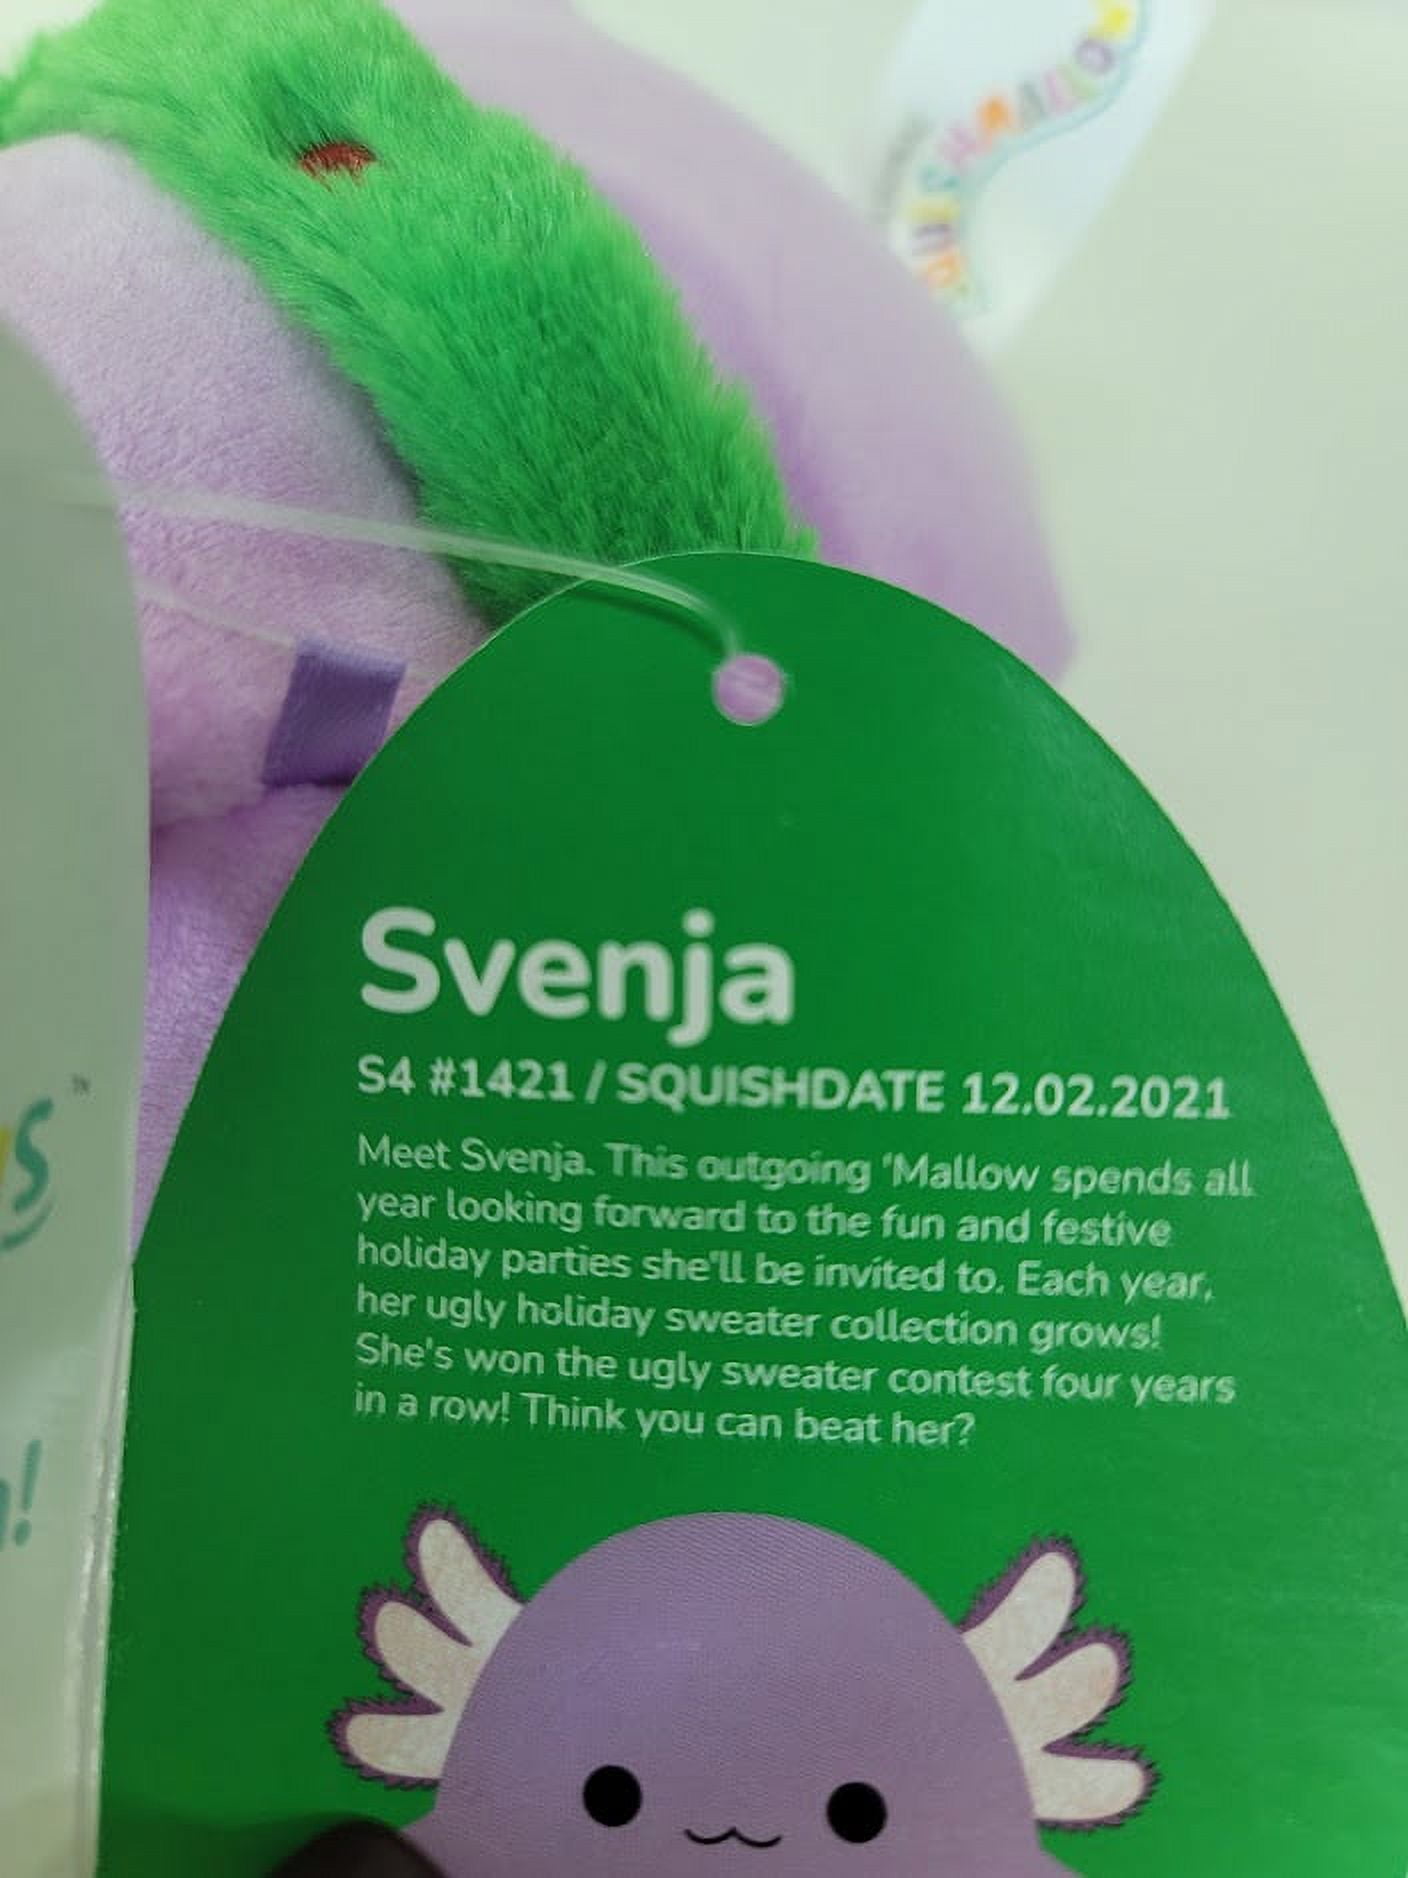 SQUISHMALLOW
Svenja
S4 #1421 / SQUISHDATE 12.02.2021
Meet Svenja. This outgoing 'Mallow spends all
year looking forward to the fun and festive
holiday parties she'll be invited to. Each year,
her ugly holiday sweater collection grows!
She's won the ugly sweater contest four years
in a row! Think you can beat her?